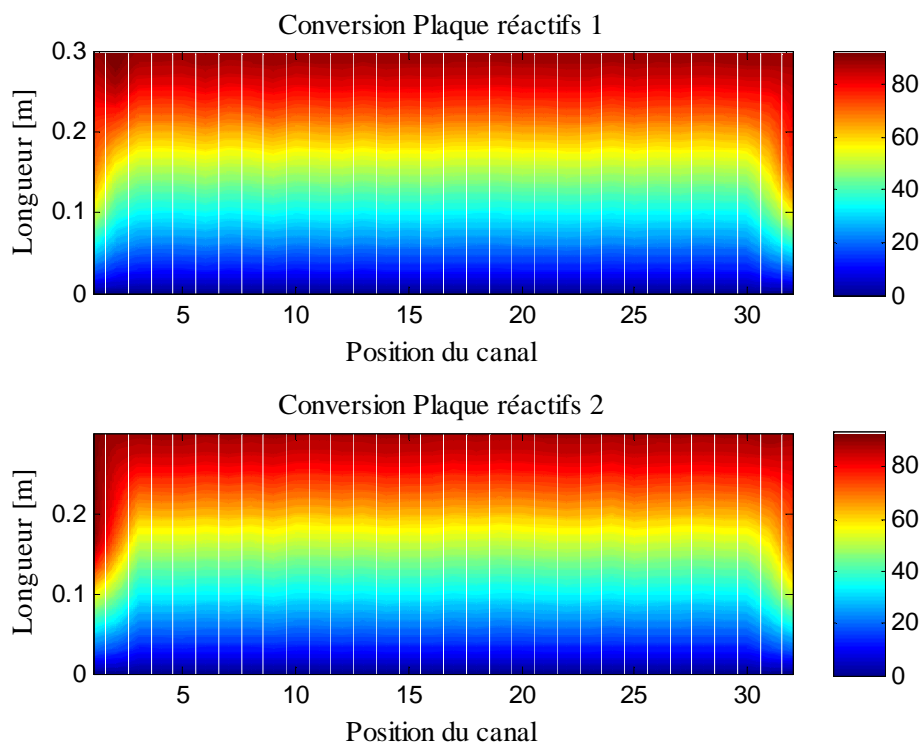 Conversion Plaque réactifs 1
Longueur [m]
0.3
0.2
0.1
0
5 10 15 20 25 30
Position du canal
80
60
40
20
0
Conversion Plaque réactifs 2
Longueur [m]
0.2
0.1
0
5 10 15 20 25 30
Position du canal
80
60
40
20
0